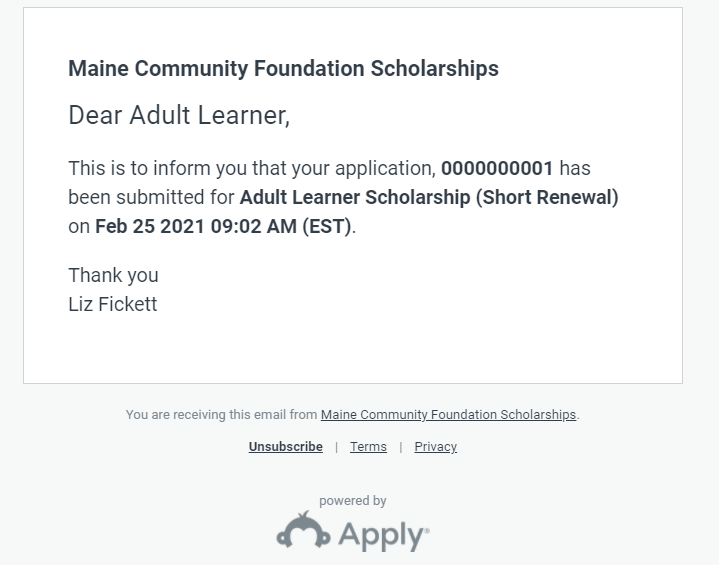 Maine Community Foundation Scholarships
Dear Adult Learner,
This is to inform you that your application, 0000000001 has
been submitted for Adult Learner Scholarship (Short Renewal)
on Feb 25 2021 09:02 AM (EST).
Thank you
Liz Fickett
You are receiving this email from Maine Community Foundation Scholarships.
Unsubscribe | Terms | Privacy
powered by
Apply®